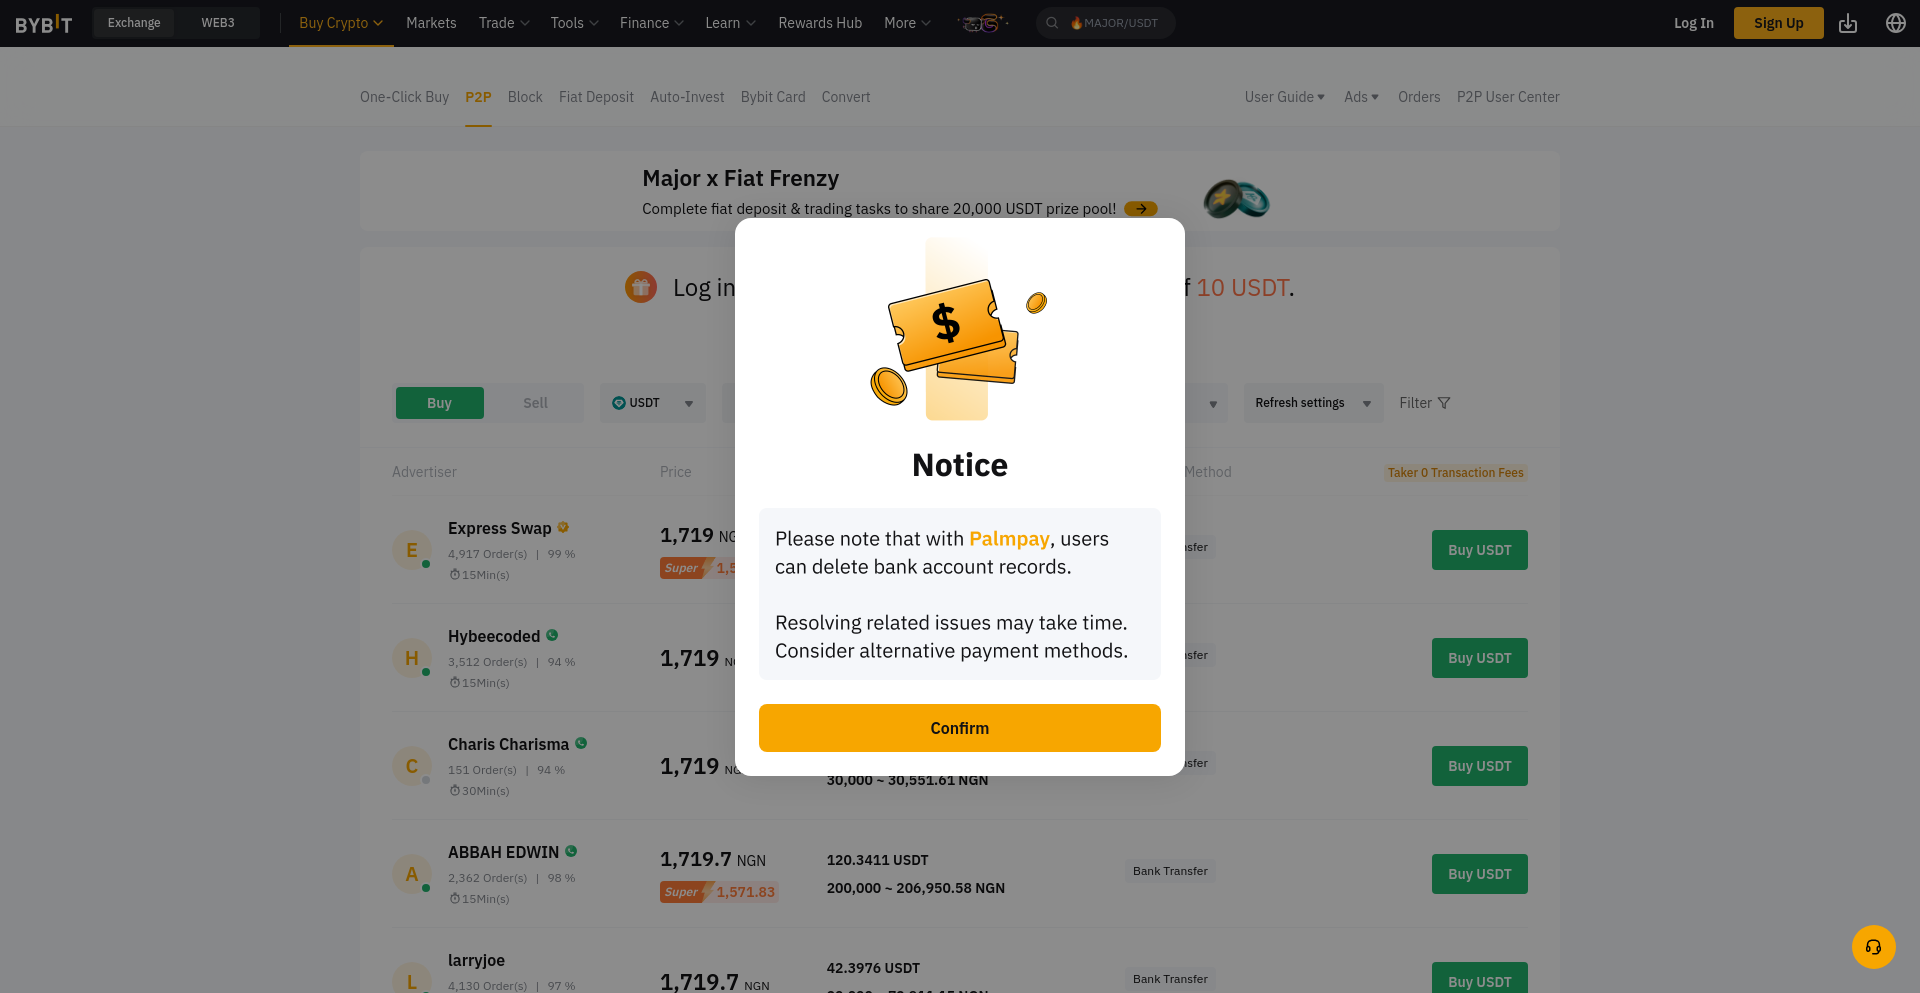 BYBIT Exchange WEB3 Buy Crypto Markets Trade Tools Finance Learn Rewards Hub More 🔥MAJOR/USDT Log In Sign Up
One-Click Buy P2P Block Fiat Deposit Auto-Invest Bybit Card Convert User Guide Ads Orders P2P User Center
Major x Fiat Frenzy
Complete fiat deposit & trading tasks to share 20,000 USDT prize pool!
Log in 10 USDT.
Buy Sell USDT Refresh settings Filter
Advertiser Price Method Taker 0 Transaction Fees
Express Swap
E
4,917 Order(s) | 99 %
15Min(s)
1,719
Super
Buy USDT
Hybeecoded
H
3,512 Order(s) | 94 %
15Min(s)
1,719
Buy USDT
Charis Charisma
C
151 Order(s) | 94 %
30Min(s)
1,719
30,000 ~ 30,551.61 NGN
Buy USDT
ABBAH EDWIN
A
2,362 Order(s) | 98 %
15Min(s)
1,719.7 NGN
Super 1,571.83
120.3411 USDT
200,000 ~ 206,950.58 NGN
Bank Transfer
Buy USDT
larryjoe
L
4,130 Order(s) | 97 %
1,719.7 NGN
42.3976 USDT
Bank Transfer
Buy USDT
$
Notice
Please note that with Palmpay, users
can delete bank account records.
Resolving related issues may take time.
Consider alternative payment methods.
Confirm